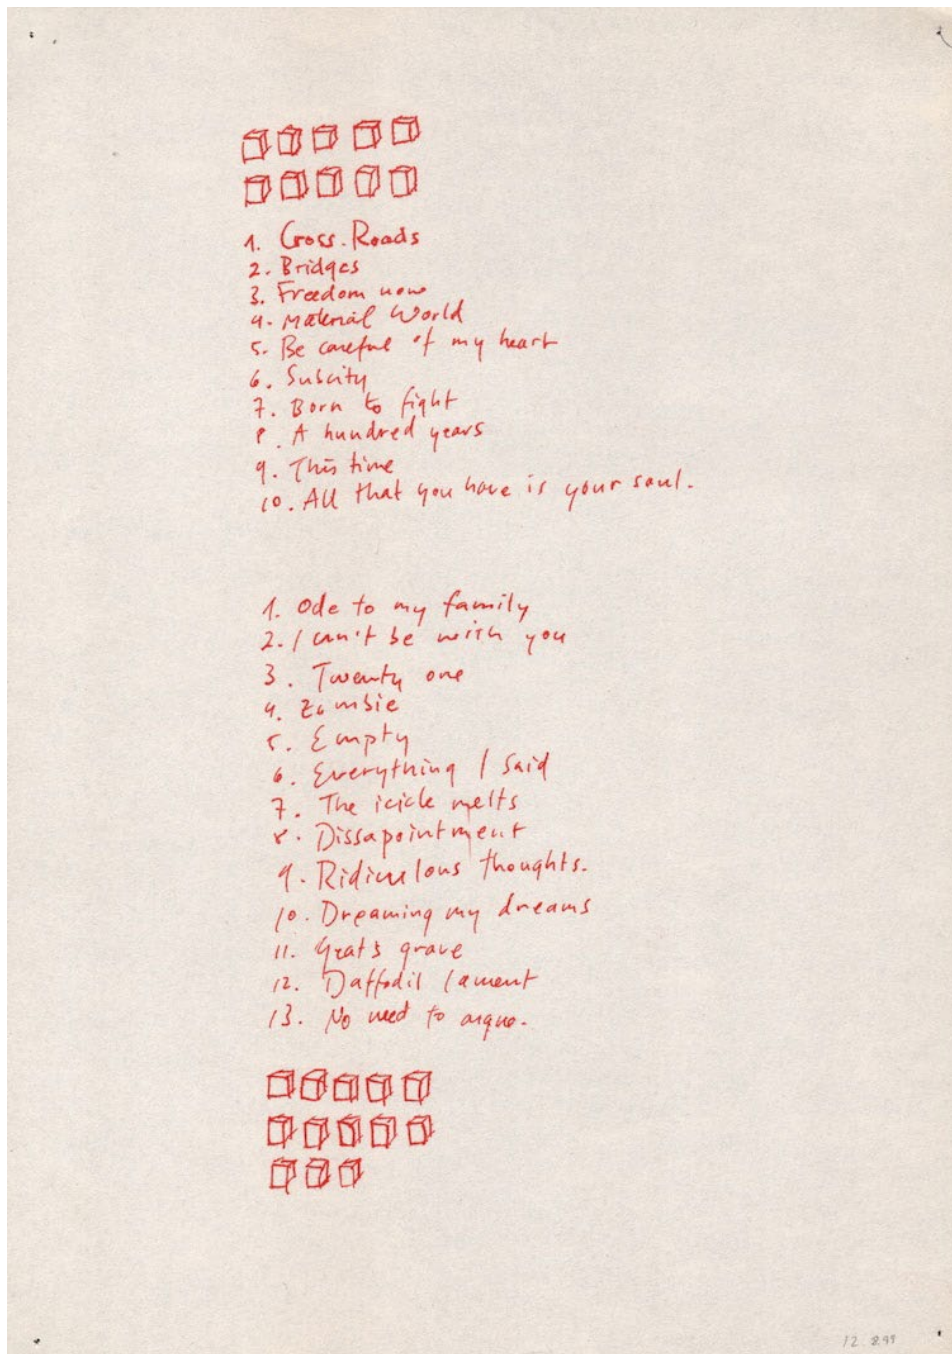 1. Cross. Roads
2. Bridges
3. Freedom now
4. Material World
5. Be careful of my heart
6. Subcity
7. Born to fight
8. A hundred years
9. This time
10. All that you have is your soul.
1. Ode to my family
2. I can't be with you
3. Twenty one
4. Zombie
5. Empty
6. Everything I said
7. The icicle melts
8. Dissapointment
9. Ridiculous thoughts.
10. Dreaming my dreams
11. Yeat's grave
12. Daffodil lament
13. No need to argue.
12. 8.99